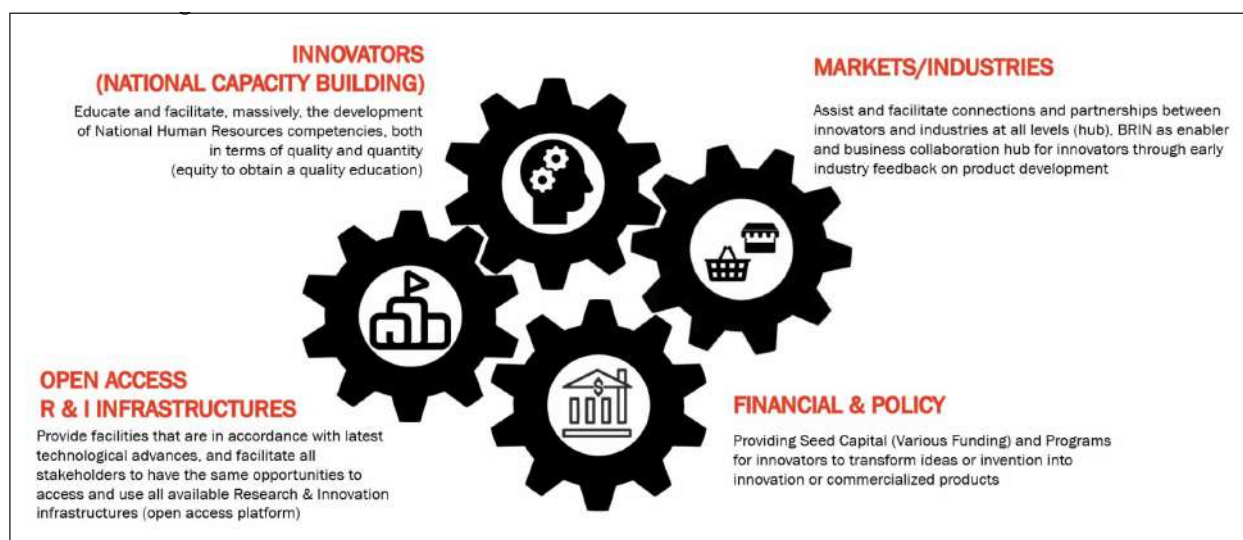 INNOVATORS
(NATIONAL CAPACITY BUILDING)
Educate and facilitate, massively, the development
of National Human Resources competencies, both
in terms of quality and quantity
(equity to obtain a quality education)
MARKETS/INDUSTRIES
Assist and facilitate connections and partnerships between
innovators and industries at all levels (hub), BRIN as enabler
and business collaboration hub for innovators through early
industry feedback on product development
OPEN ACCESS
R & I INFRASTRUCTURES
Provide facilities that are in accordance with latest
technological advances, and facilitate all
stakeholders to have the same opportunities to
access and use all available Research & Innovation
infrastructures (open access platform)
$
FINANCIAL & POLICY
Providing Seed Capital (Various Funding) and Programs
for innovators to transform ideas or invention into
innovation or commercialized products